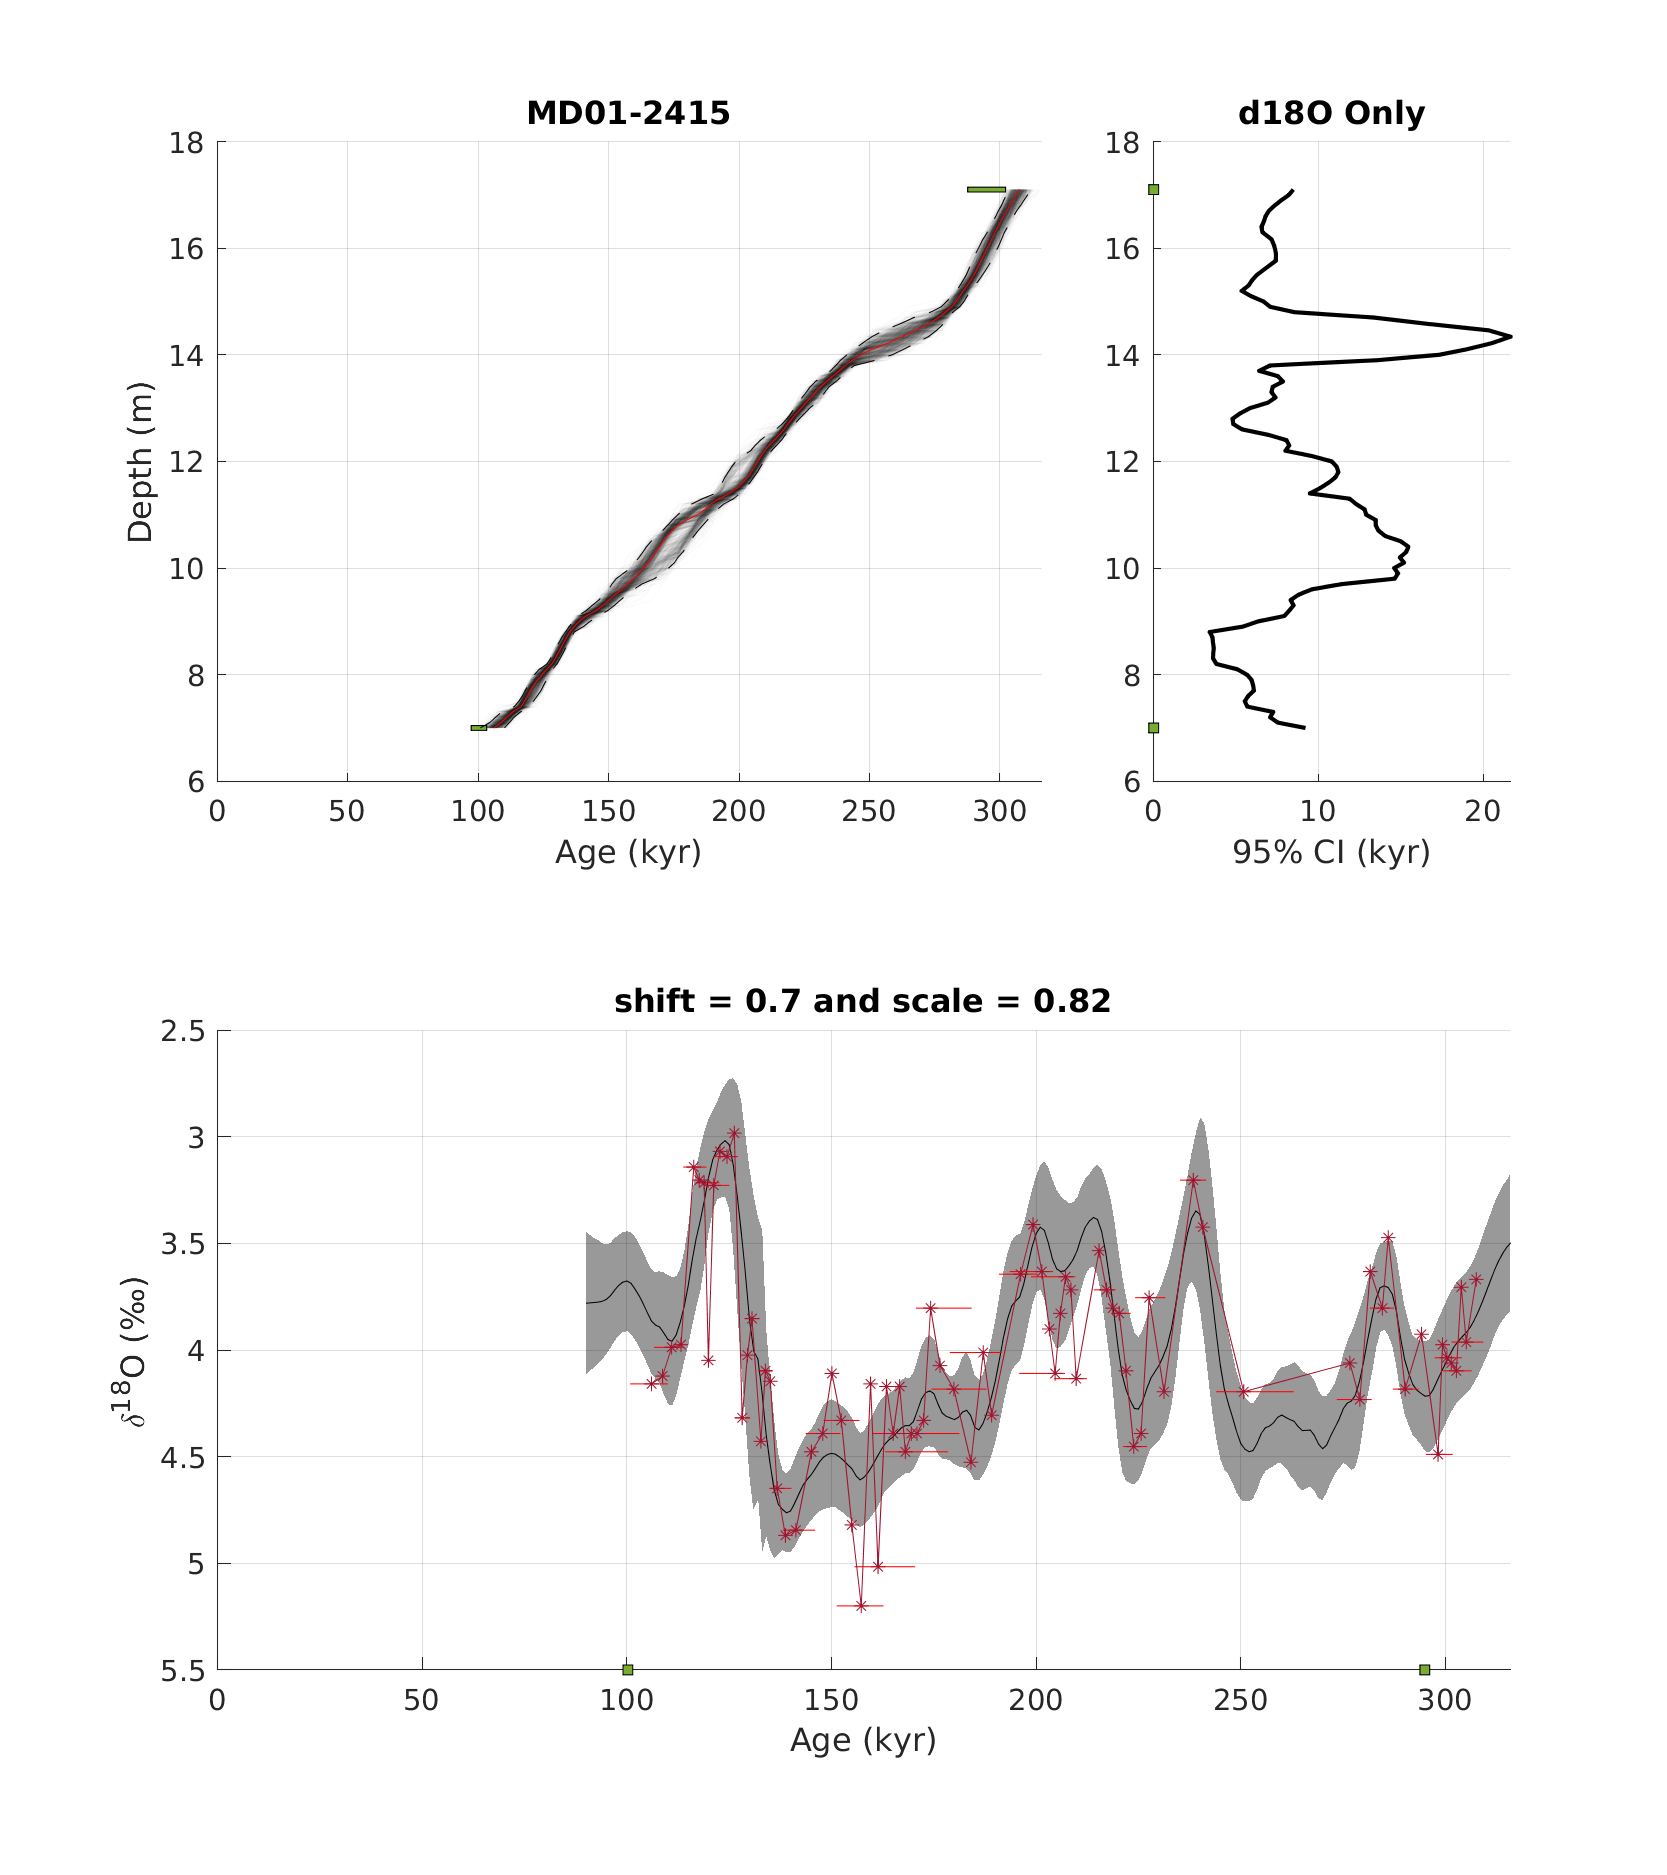 MD01-2415
d18O Only
18
16
14
12
10
8
6
Depth (m)
0 50 100 150 200 250 300
Age (kyr)
18
16
14
12
10
8
6
0 10 20
95% CI (kyr)
shift = 0.7 and scale = 0.82
2.5
3
3.5
4
4.5
5
5.5
δ18O (‰)
0 50 100 150 200 250 300
Age (kyr)